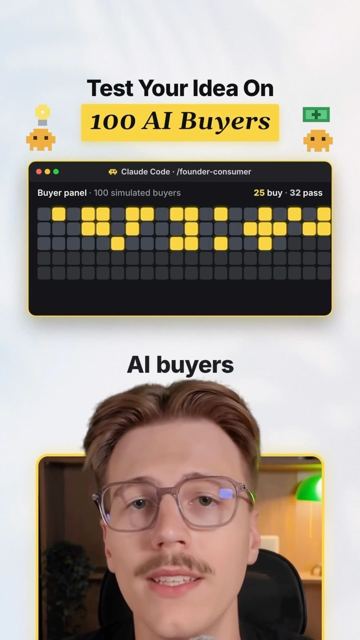 Test Your Idea On
100 AI Buyers
Claude Code · /founder-consumer
Buyer panel · 100 simulated buyers 25 buy · 32 pass
AI buyers